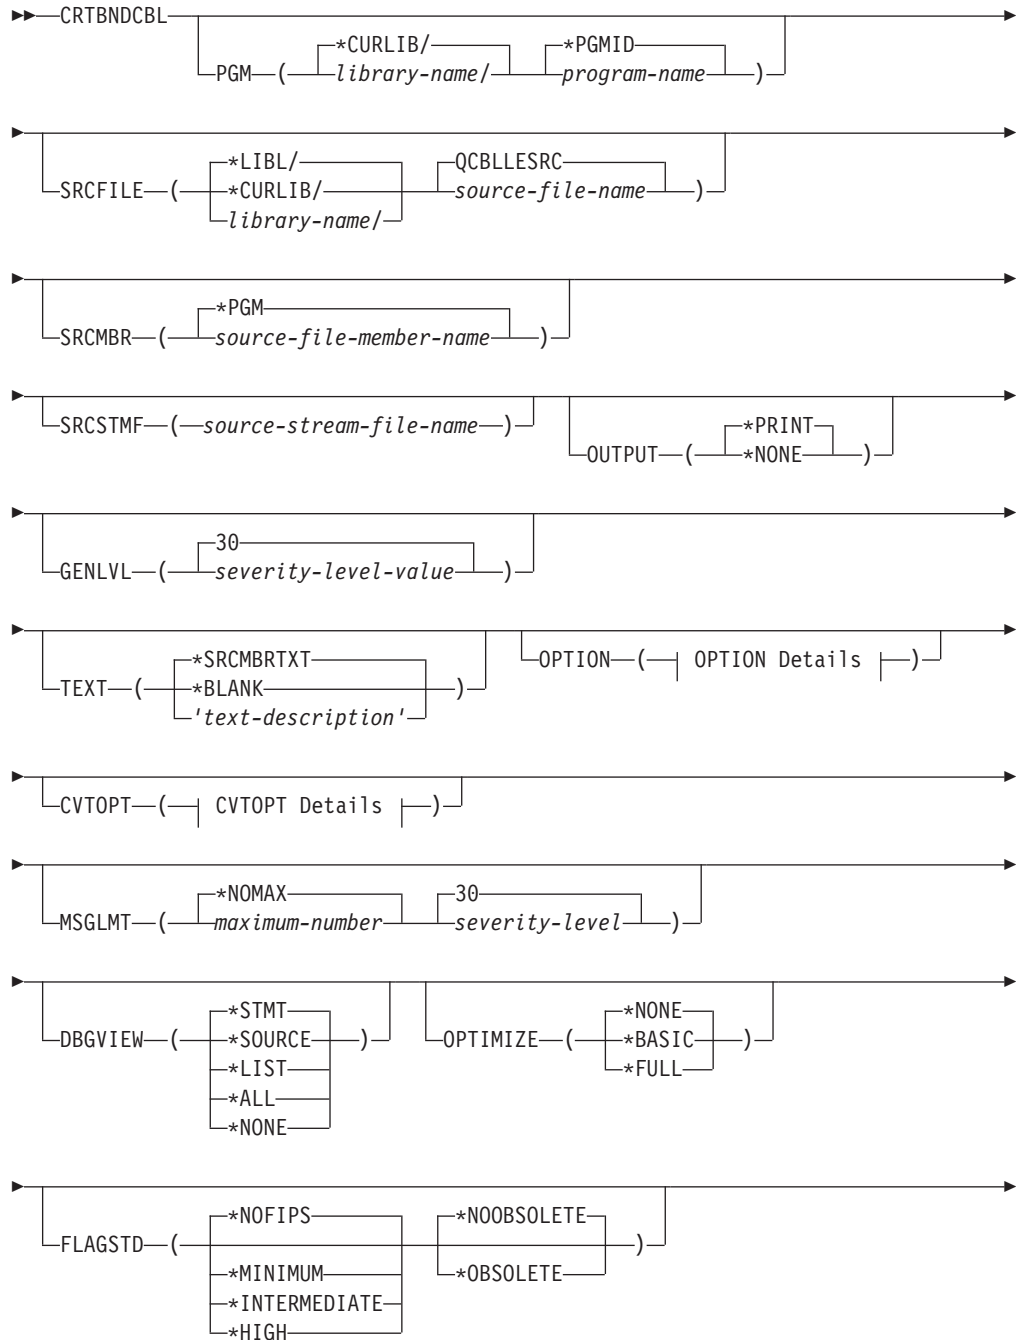 CRTBNDCBL
*CURLIB/ *PGMID
PGM ( library-name/ program-name )
*LIBL/ QCBLLESRC
SRCFILE ( *CURLIB/ source-file-name )
library-name/
*PGM
SRCMBR ( source-file-member-name )
SRCSTMF ( source-stream-file-name ) *PRINT
OUTPUT ( *NONE )
30
GENLVL ( severity-level-value )
*SRCMBRTXT OPTION ( OPTION Details )
TEXT ( *BLANK )
'text-description'
CVTOPT ( CVTOPT Details )
*NOMAX 30
MSGLMT ( maximum-number severity-level )
*STMT *NONE
DBGVIEW ( *SOURCE ) OPTIMIZE ( *BASIC )
*LIST *FULL
*ALL
*NONE
*NOFIPS *NOOBSOLETE
FLAGSTD ( )
*MINIMUM *OBSOLETE
*INTERMEDIATE
*HIGH